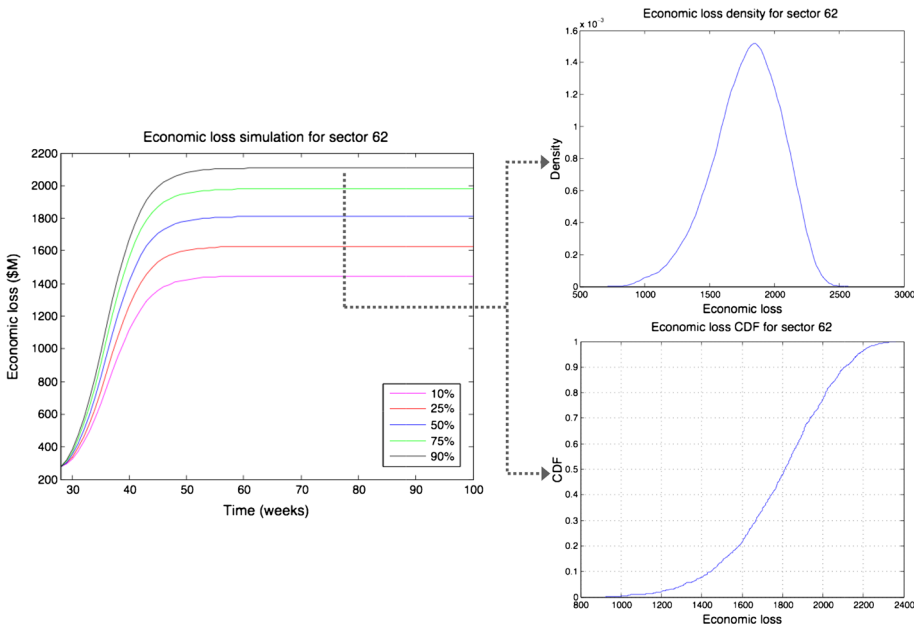 Economic loss simulation for sector 62
Economic loss ($M)
2200
2000
1800
1600
1400
1200
1000
800
600
400
200
30 40 50 60 70 80 90 100
Time (weeks)
10%
25%
50%
75%
90%
Economic loss density for sector 62
x 10⁻³
Density
1.6
1.4
1.2
1
0.8
0.6
0.4
0.2
0
500 1000 1500 2000 2500 3000
Economic loss
Economic loss CDF for sector 62
CDF
1
0.9
0.8
0.7
0.6
0.5
0.4
0.3
0.2
0.1
0
800 1000 1200 1400 1600 1800 2000 2200 2400
Economic loss